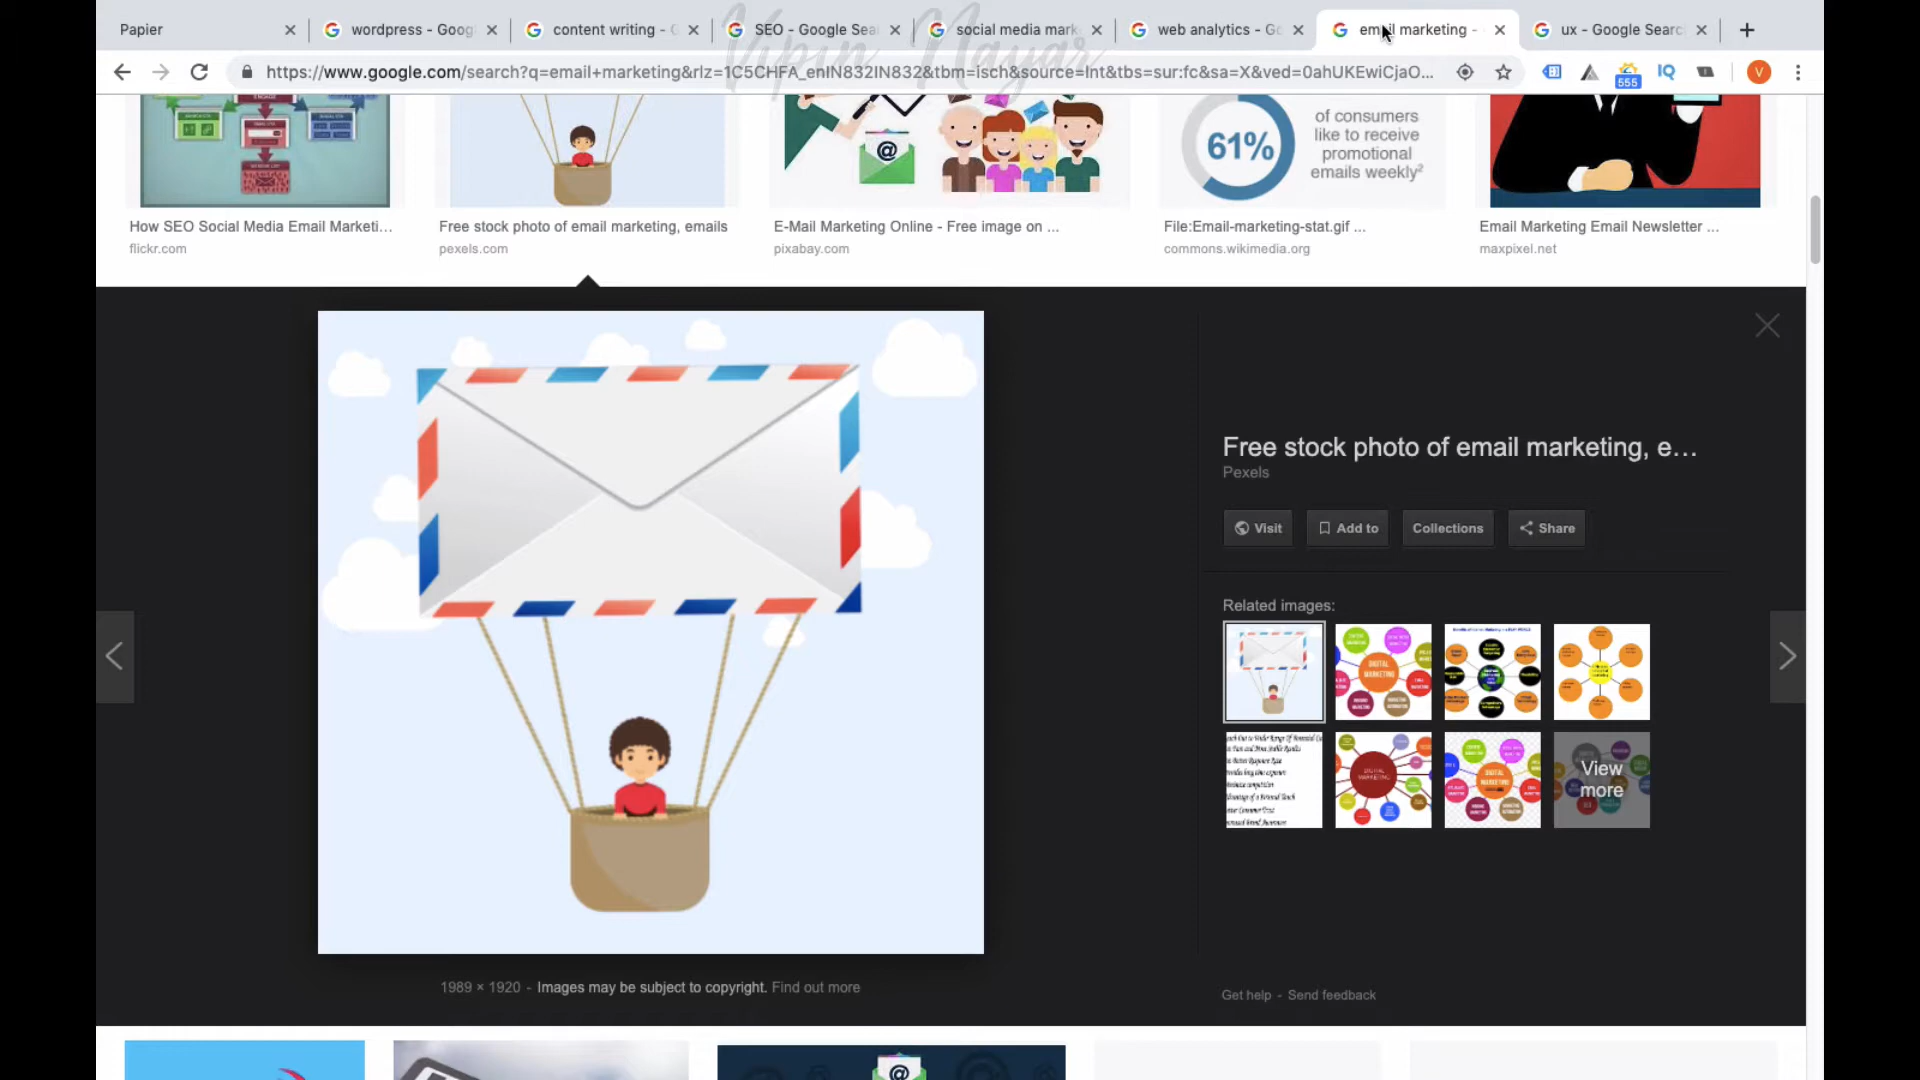 Papier
wordpress - Goog
content writing - G
SEO - Google Sea
social media mark
web analytics - Go
email marketing -
ux - Google Searc
Vipin Nayar
https://www.google.com/search?q=email+marketing&rlz=1C5CHFA_enIN832IN832&tbm=isch&source=lnt&tbs=sur:fc&sa=X&ved=0ahUKEwiCjaO...
555
IQ
V
61%
of consumers
like to receive
promotional
emails weekly²
How SEO Social Media Email Marketi...
flickr.com
Free stock photo of email marketing, emails
pexels.com
E-Mail Marketing Online - Free image on ...
pixabay.com
File:Email-marketing-stat.gif ...
commons.wikimedia.org
Email Marketing Email Newsletter ...
maxpixel.net
Free stock photo of email marketing, e...
Pexels
Visit
Add to
Collections
Share
Related images:
DIGITAL
MARKETING
View
more
1989 × 1920 - Images may be subject to copyright. Find out more
Get help - Send feedback